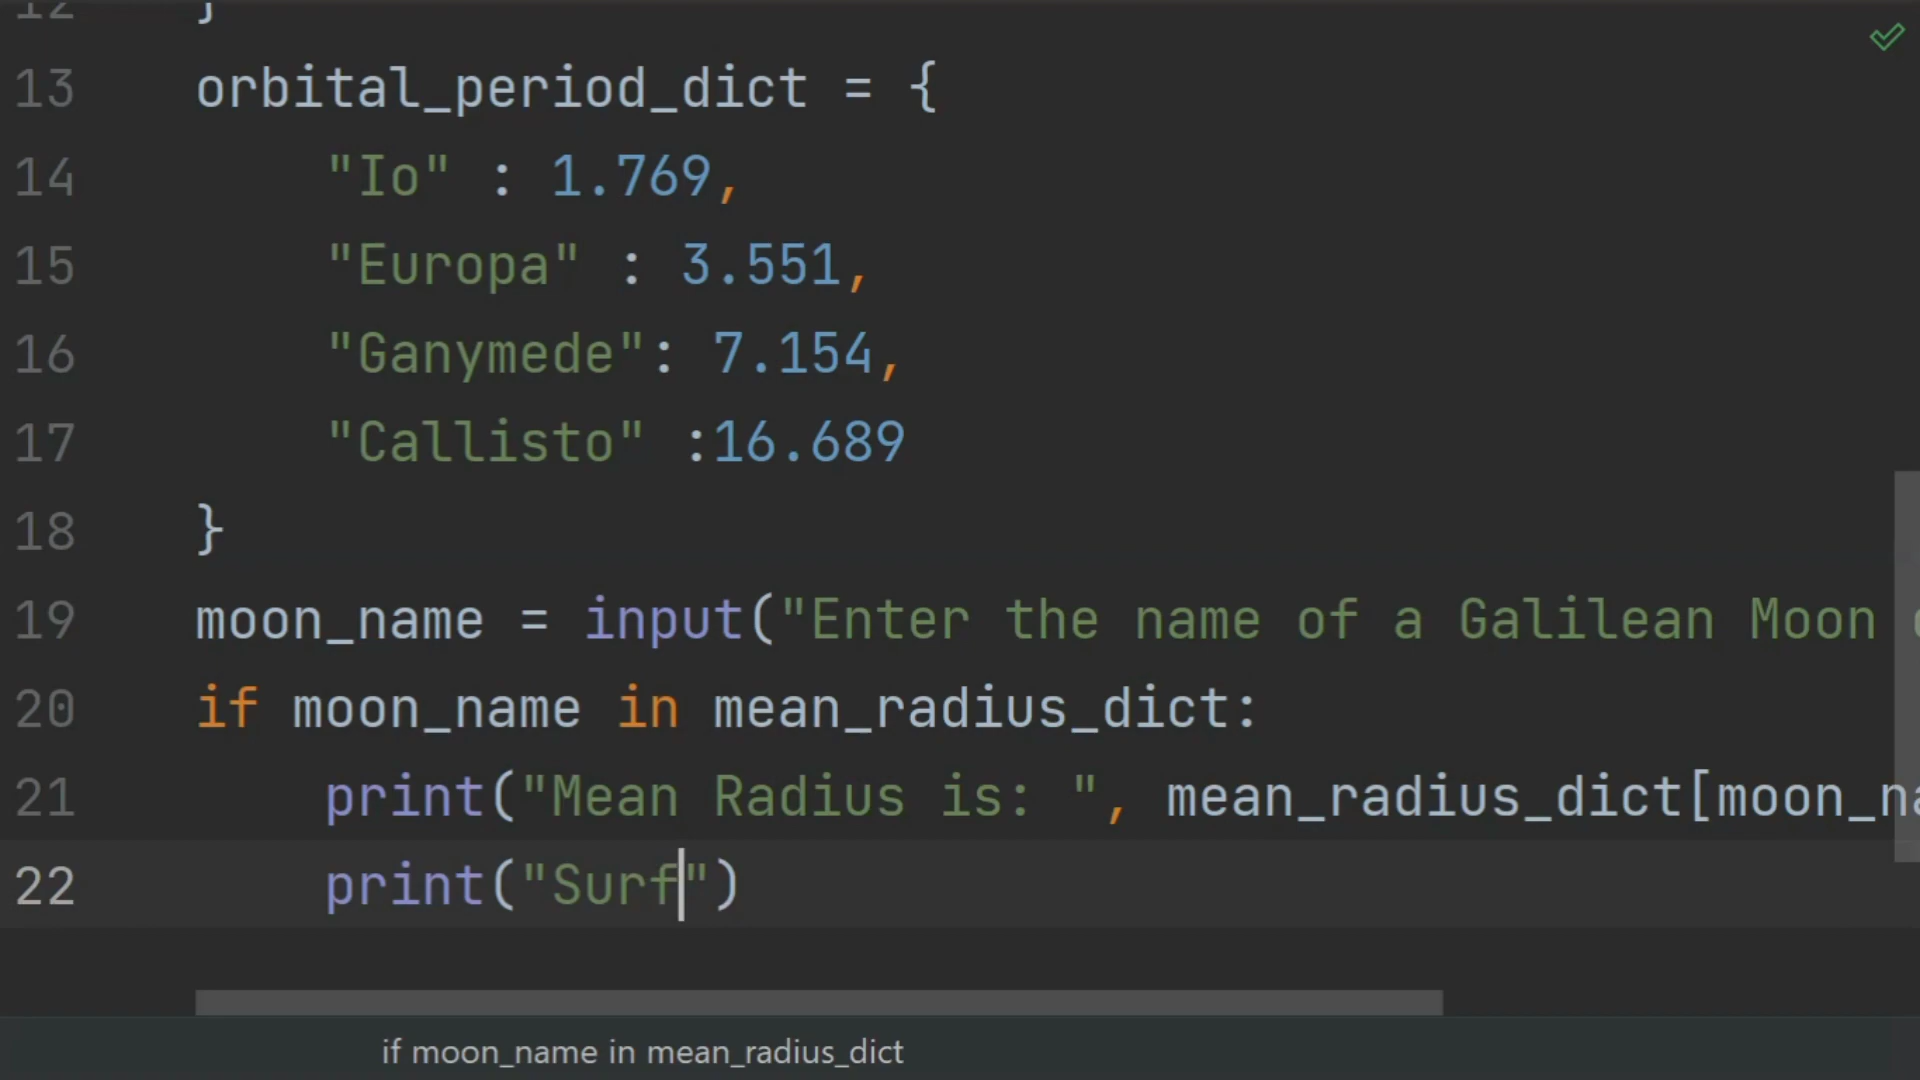 12 }
13 orbital_period_dict = {
14 "Io" : 1.769,
15 "Europa" : 3.551,
16 "Ganymede": 7.154,
17 "Callisto" :16.689
18 }
19 moon_name = input("Enter the name of a Galilean Moon
20 if moon_name in mean_radius_dict:
21 print("Mean Radius is: ", mean_radius_dict[moon_na
22 print("Surf")
if moon_name in mean_radius_dict